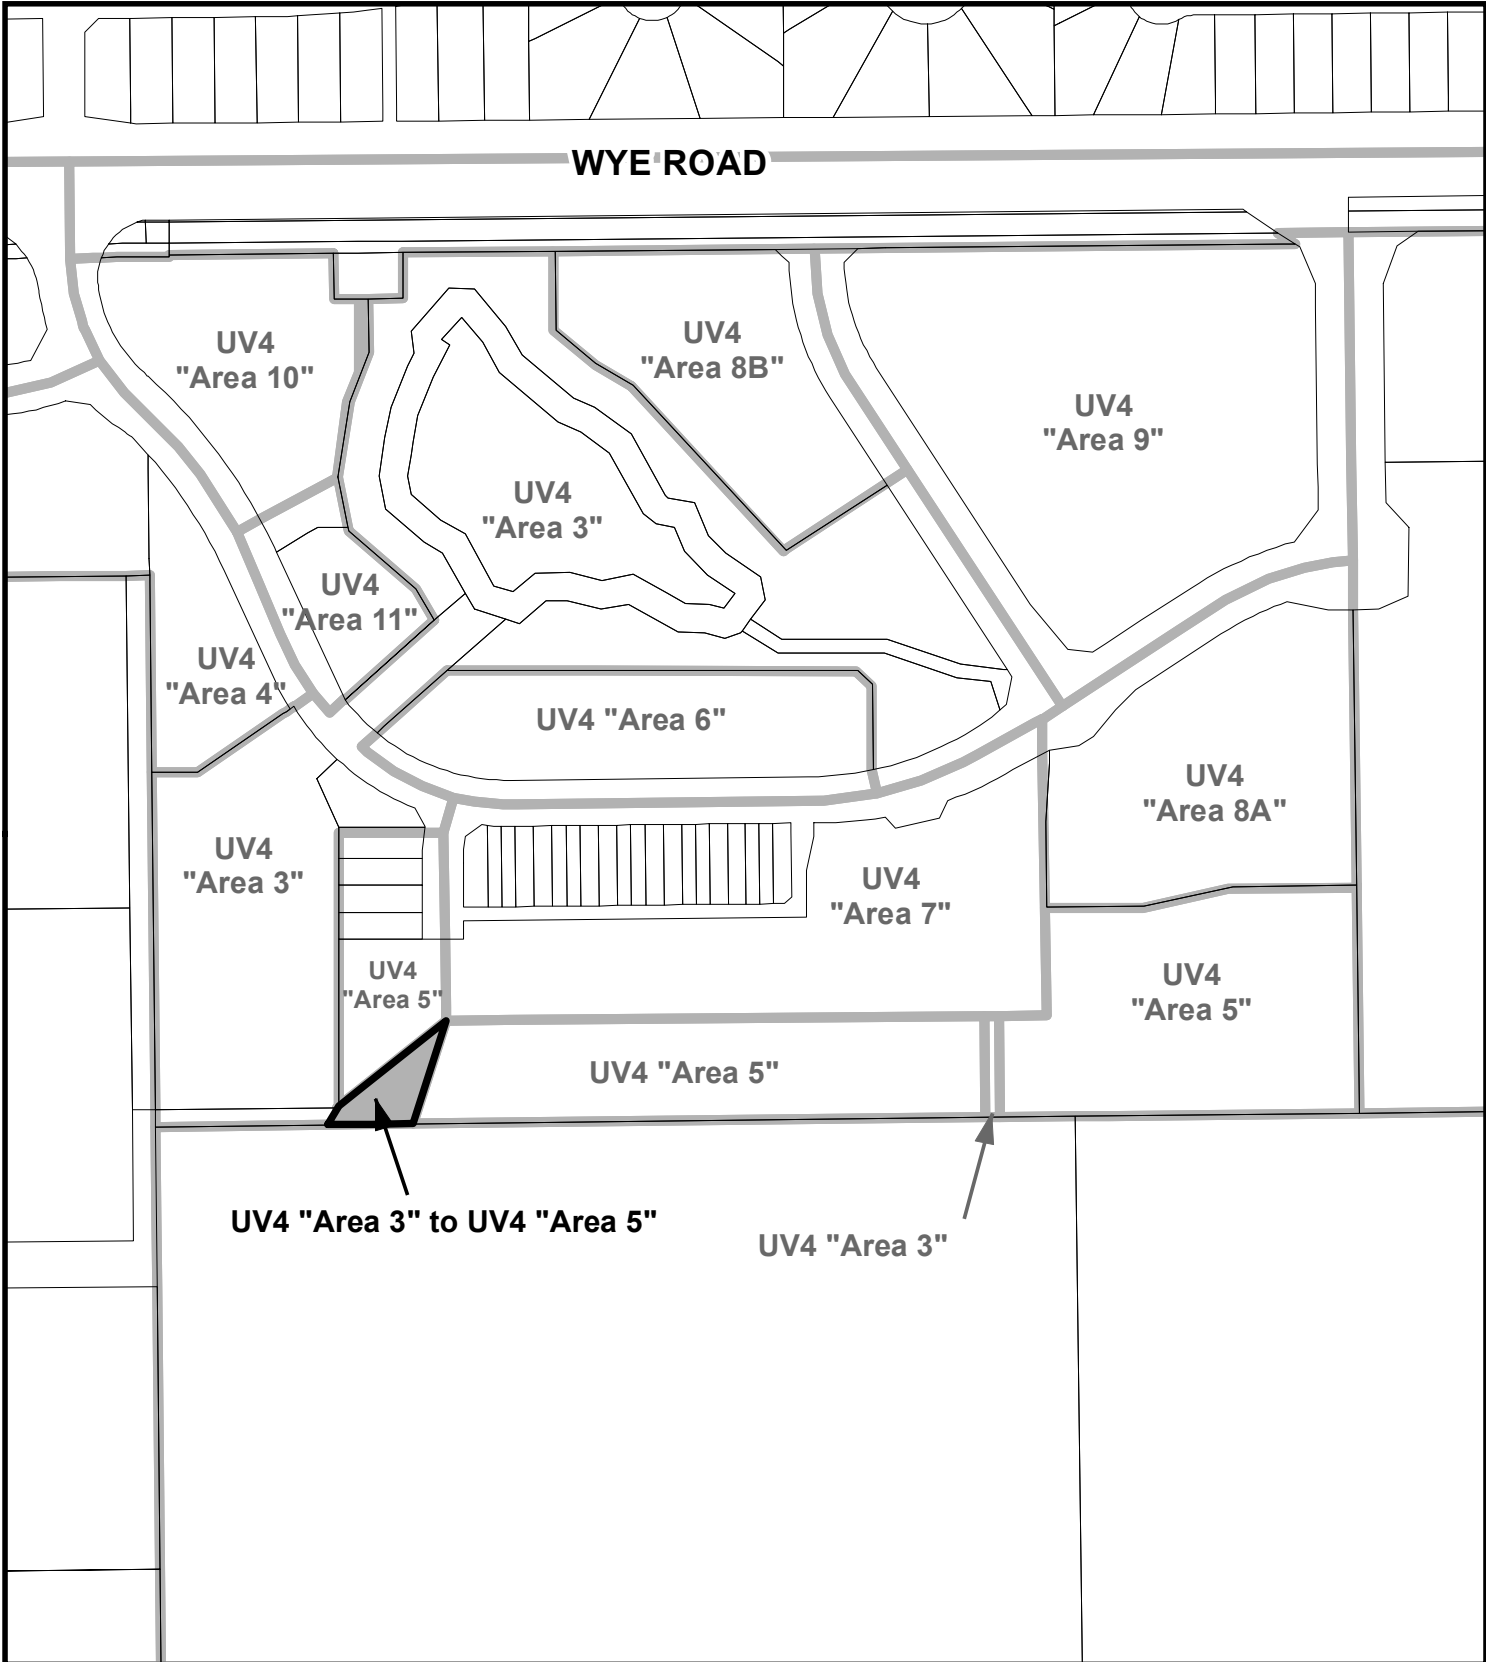 WYE ROAD
UV4
"Area 10"
UV4
"Area 8B"
UV4
"Area 9"
UV4
"Area 3"
UV4
"Area 11"
UV4
"Area 4"
UV4 "Area 6"
UV4
"Area 8A"
UV4
"Area 3"
UV4
"Area 7"
UV4
"Area 5"
UV4
"Area 5"
UV4 "Area 5"
UV4 "Area 3" to UV4 "Area 5"
UV4 "Area 3"